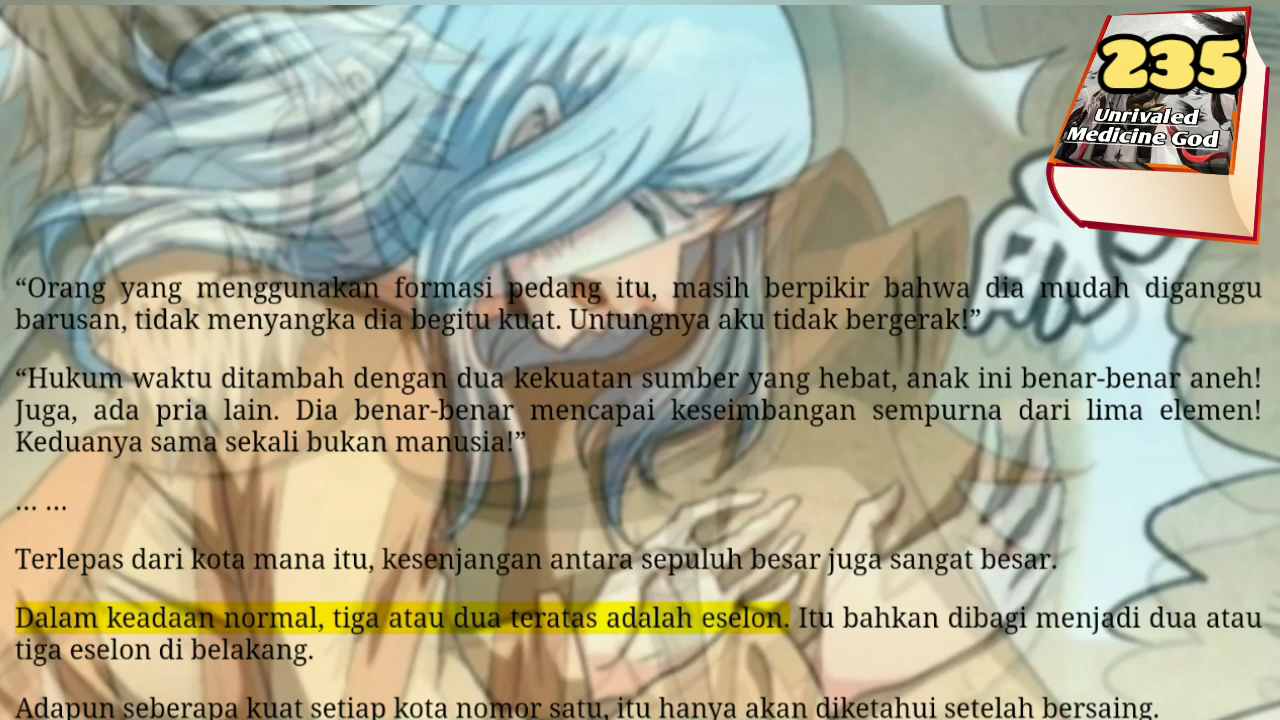 235
Unrivaled
Medicine God
“Orang yang menggunakan formasi pedang itu, masih berpikir bahwa dia mudah diganggu
barusan, tidak menyangka dia begitu kuat. Untungnya aku tidak bergerak!”
“Hukum waktu ditambah dengan dua kekuatan sumber yang hebat, anak ini benar-benar aneh!
Juga, ada pria lain. Dia benar-benar mencapai keseimbangan sempurna dari lima elemen!
Keduanya sama sekali bukan manusia!”
... ...
Terlepas dari kota mana itu, kesenjangan antara sepuluh besar juga sangat besar.
Dalam keadaan normal, tiga atau dua teratas adalah eselon. Itu bahkan dibagi menjadi dua atau
tiga eselon di belakang.
Adapun seberapa kuat setiap kota nomor satu, itu hanya akan diketahui setelah bersaing.